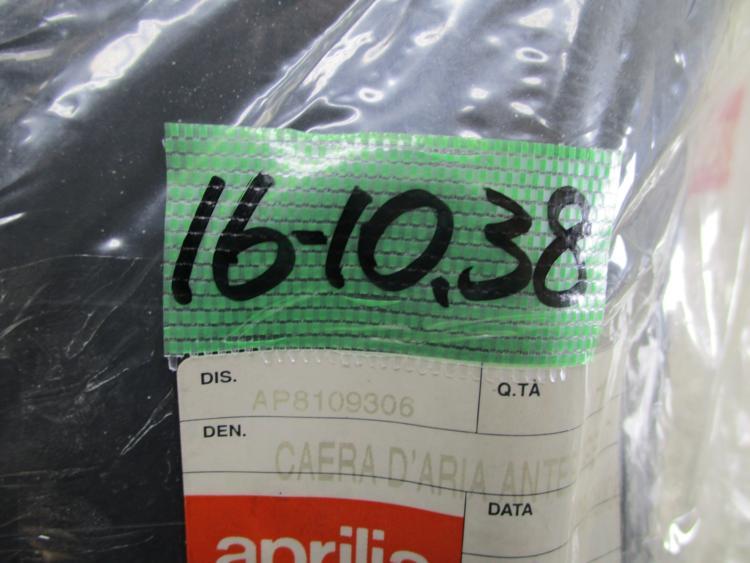 16-10,38
DIS. AP8109306 Q.TÀ
DEN. CAERA D'ARIA ANTE
DATA
aprilia